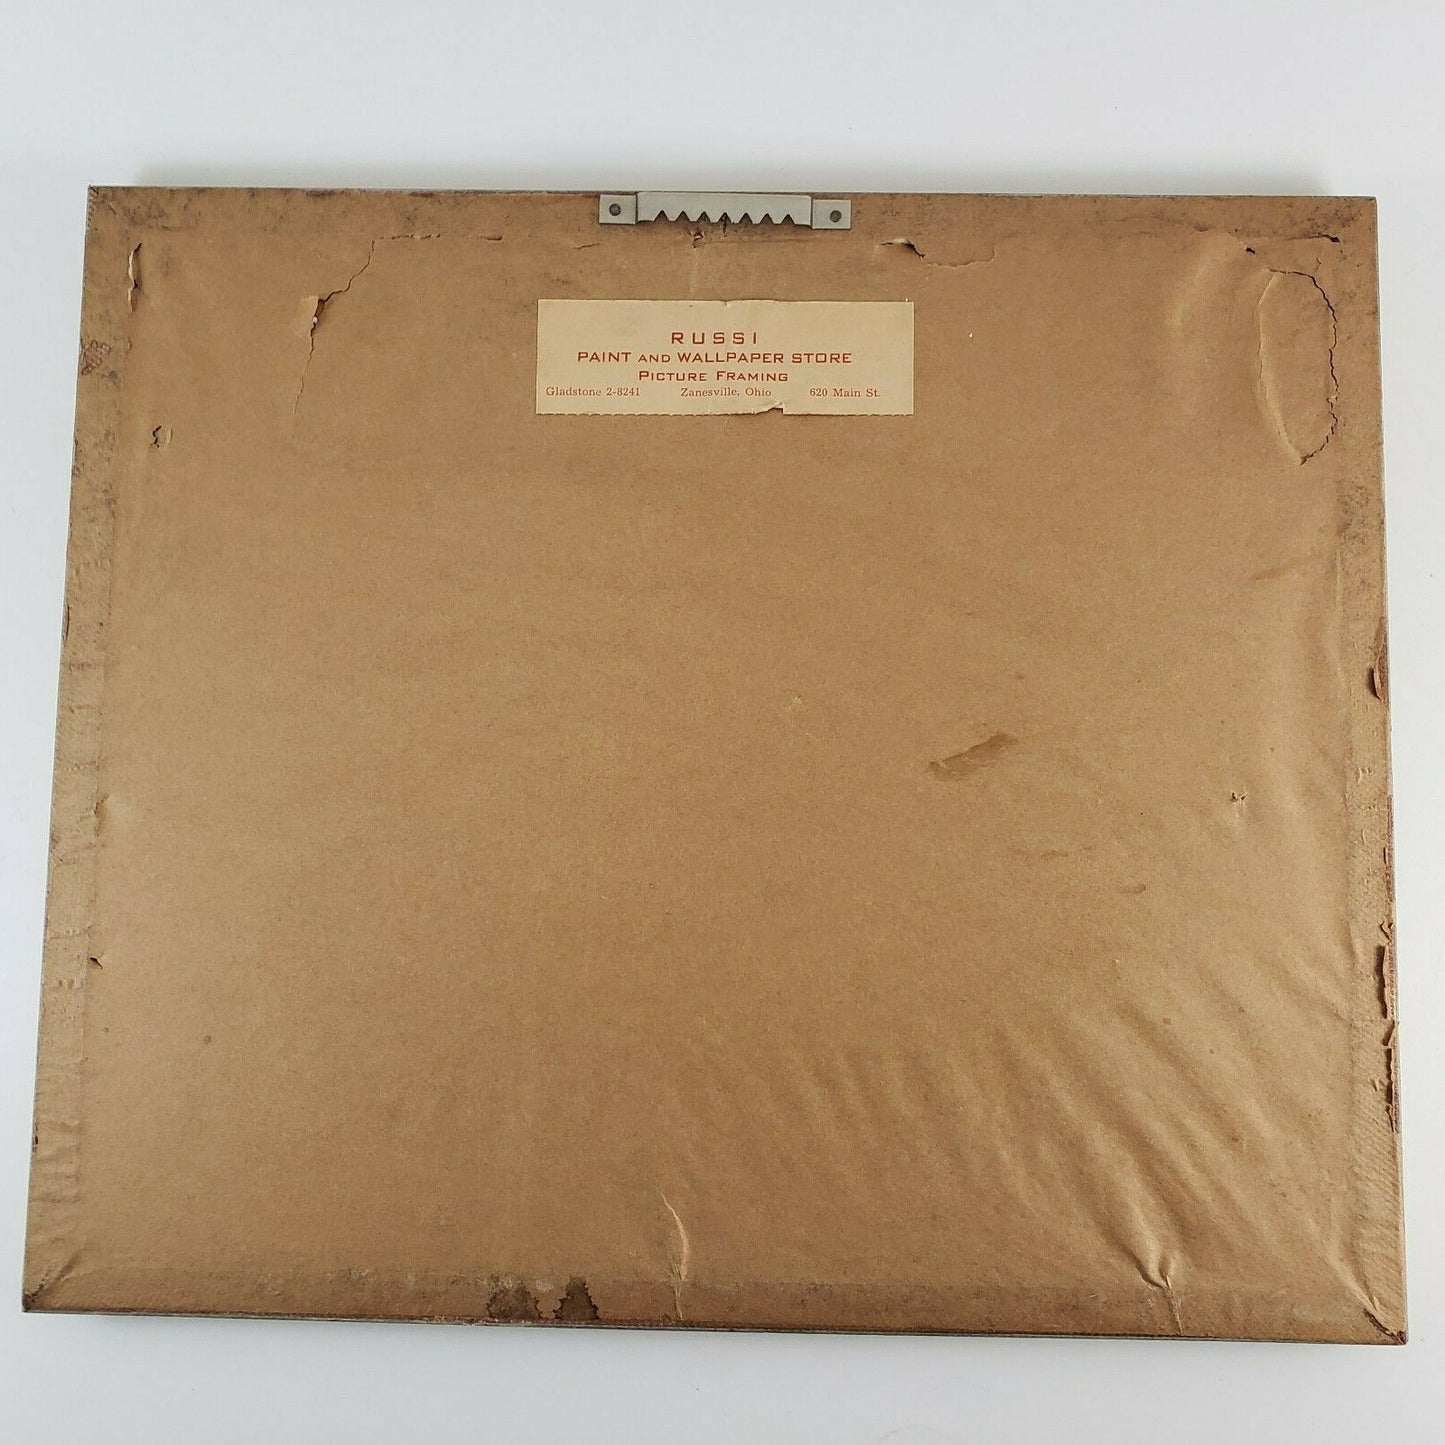 RUSSI
PAINT AND WALLPAPER STORE
PICTURE FRAMING
Gladstone 2-8241 Zanesville, Ohio 620 Main St.